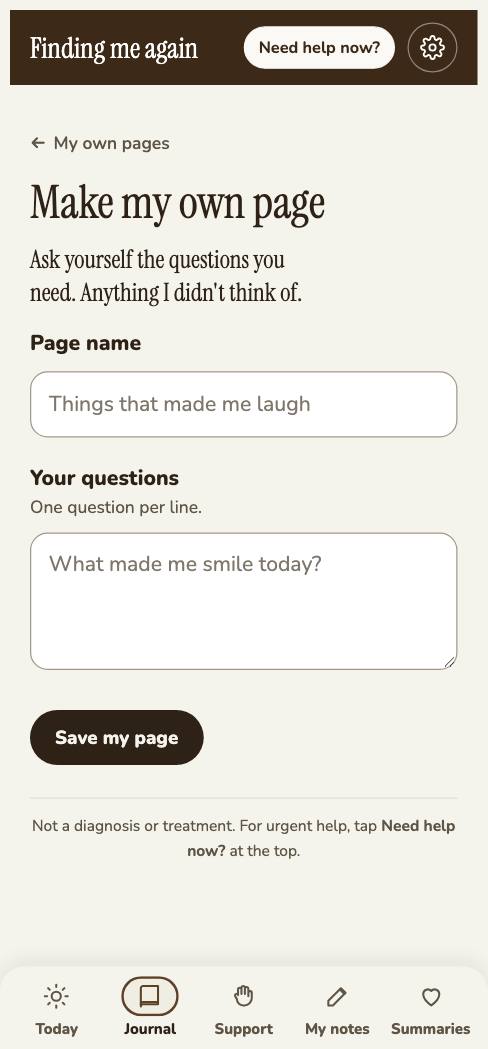 Finding me again
Need help now?
My own pages
Make my own page
Ask yourself the questions you
need. Anything I didn't think of.
Page name
Things that made me laugh
Your questions
One question per line.
What made me smile today?
Save my page
Not a diagnosis or treatment. For urgent help, tap Need help
now? at the top.
Today
Journal
Support
My notes
Summaries